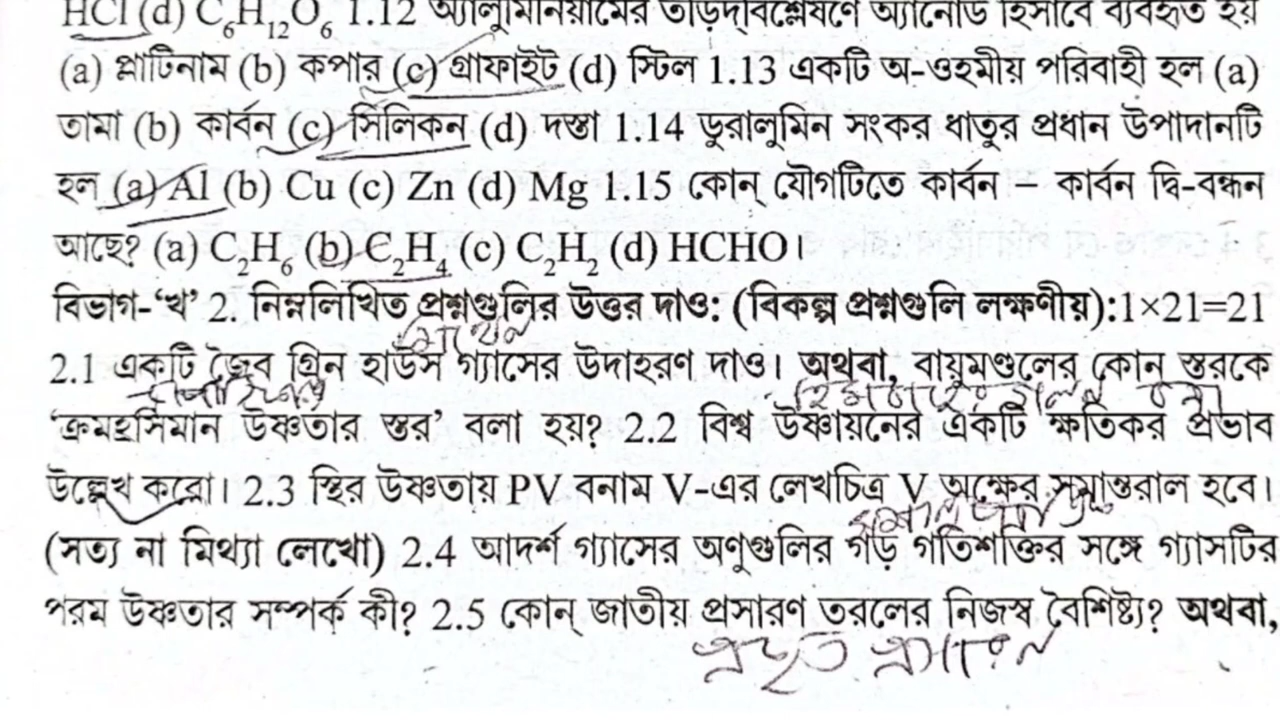 HCl (d) C₆H₁₂O₆ 1.12 অ্যালুমিনিয়ামের তড়িৎবিশ্লেষণে অ্যানোড হিসাবে ব্যবহৃত হয়
(a) প্লাটিনাম (b) কপার (c) গ্রাফাইট (d) স্টিল 1.13 একটি অ-ওহমীয় পরিবাহী হল (a)
তামা (b) কার্বন (c) সিলিকন (d) দস্তা 1.14 ডুরালুমিন সংকর ধাতুর প্রধান উপাদানটি
হল (a) Al (b) Cu (c) Zn (d) Mg 1.15 কোন্ যৌগটিতে কার্বন – কার্বন দ্বি-বন্ধন
আছে? (a) C₂H₆ (b) C₂H₄ (c) C₂H₂ (d) HCHO।
বিভাগ-‘খ’ 2. নিম্নলিখিত প্রশ্নগুলির উত্তর দাও: (বিকল্প প্রশ্নগুলি লক্ষণীয়):1×21=21
মিথেন
2.1 একটি জৈব গ্রিন হাউস গ্যাসের উদাহরণ দাও। অথবা, বায়ুমণ্ডলের কোন্ স্তরকে
‘ক্রমহ্রাসমান উষ্ণতার স্তর’ বলা হয়? 2.2 বিশ্ব উষ্ণায়নের একটি ক্ষতিকর প্রভাব
উল্লেখ করো। 2.3 স্থির উষ্ণতায় PV বনাম V-এর লেখচিত্র V অক্ষের সমান্তরাল হবে।
(সত্য না মিথ্যা লেখো) 2.4 আদর্শ গ্যাসের অণুগুলির গড় গতিশক্তির সঙ্গে গ্যাসটির
পরম উষ্ণতার সম্পর্ক কী? 2.5 কোন্ জাতীয় প্রসারণ তরলের নিজস্ব বৈশিষ্ট্য? অথবা,
প্রকৃত প্রসারণ